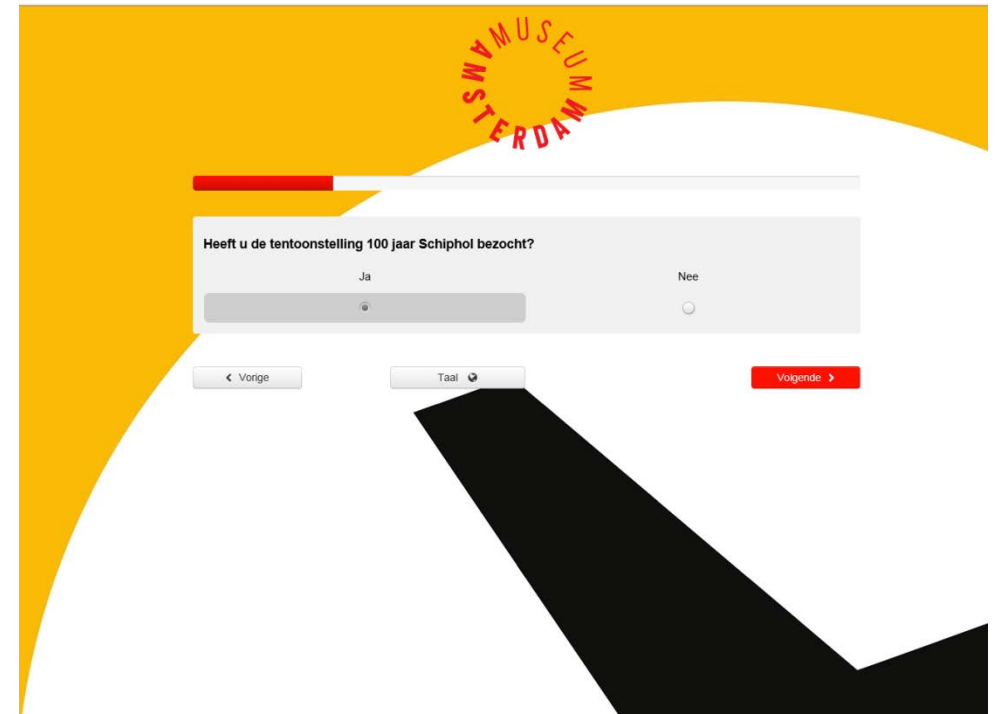 AMSTERDAM MUSEUM
Heeft u de tentoonstelling 100 jaar Schiphol bezocht?
Ja Nee
Vorige Taal Volgende